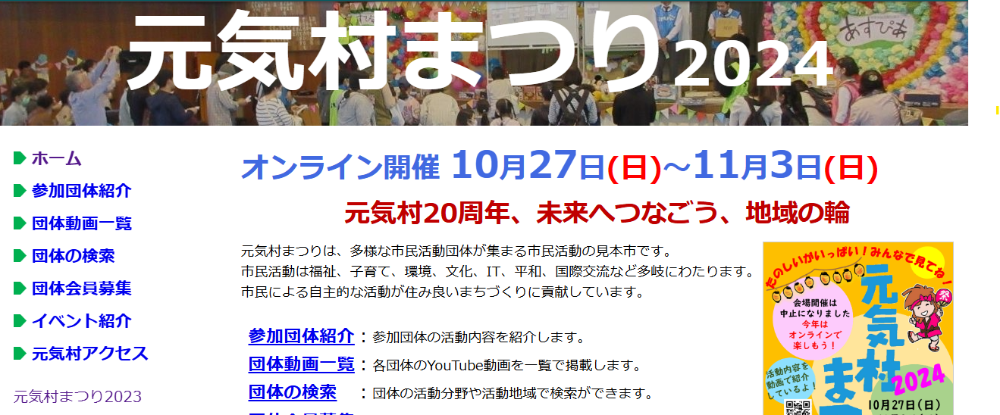 元気村まつり2024
あすぴあ
ホーム
参加団体紹介
団体動画一覧
団体の検索
団体会員募集
イベント紹介
元気村アクセス
元気村まつり2023
オンライン開催 10月27日(日)～11月3日(日)
元気村20周年、未来へつなごう、地域の輪
元気村まつりは、多様な市民活動団体が集まる市民活動の見本市です。
市民活動は福祉、子育て、環境、文化、IT、平和、国際交流など多岐にわたります。
市民による自主的な活動が住み良いまちづくりに貢献しています。
参加団体紹介：参加団体の活動内容を紹介します。
団体動画一覧：各団体のYouTube動画を一覧で掲載します。
団体の検索　：団体の活動分野や活動地域で検索ができます。
たのしいがいっぱい！みんなで見てね！
会場開催は
中止になりました
今年は
オンラインで
楽しもう！
祭
元気村ま
2024
活動内容を
動画で紹介
しているよ！
10月27日(日)